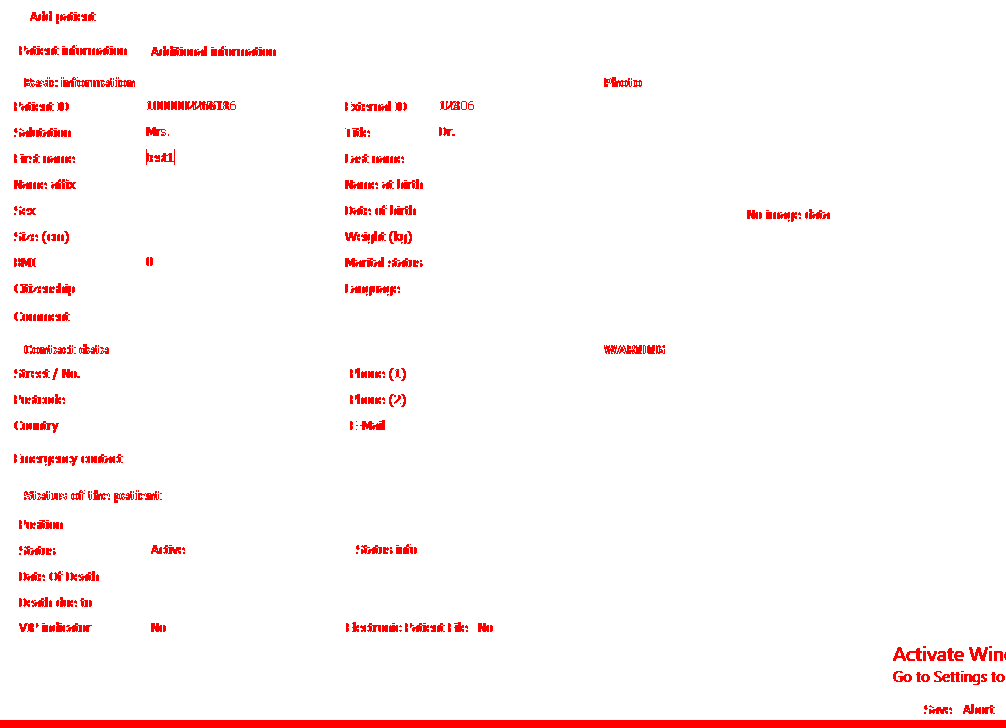 Add patient
Patient information Additional information
Basic information Photo
Patient ID External ID
Salutation Mrs. Title Dr.
First name test1 Last name
Name affix Name at birth
Sex Date of birth
No image data
Size (cm) Weight (kg)
BMI 0 Marital status
Citizenship Language
Comment
Contact data WARNING
Street / No. Phone (1)
Postcode Phone (2)
Country E-Mail
Emergency contact
Status of the patient
Position
Status Active Status info
Date Of Death
Death due to
VIP indicator No Electronic Patient File No
Activate Win
Go to Settings to
Save Abort